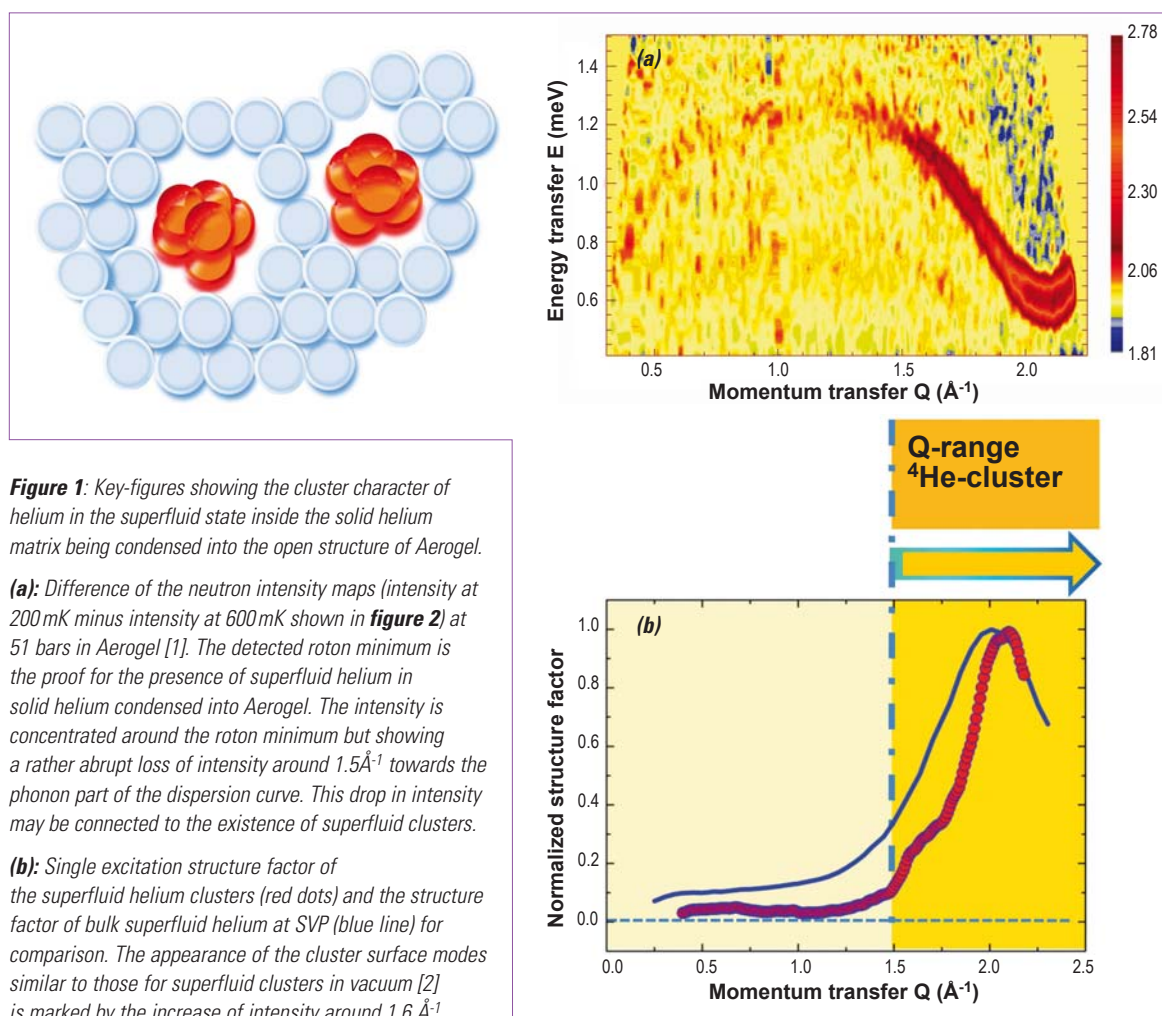 (a)
2.78
2.54
2.30
2.06
1.81
Energy transfer E (meV)
1.4
1.2
1.0
0.8
0.6
0.5 1.0 1.5 2.0
Momentum transfer Q (Å-1)
Figure 1: Key-figures showing the cluster character of
helium in the superfluid state inside the solid helium
matrix being condensed into the open structure of Aerogel.
(a): Difference of the neutron intensity maps (intensity at
200 mK minus intensity at 600 mK shown in figure 2) at
51 bars in Aerogel [1]. The detected roton minimum is
the proof for the presence of superfluid helium in
solid helium condensed into Aerogel. The intensity is
concentrated around the roton minimum but showing
a rather abrupt loss of intensity around 1.5Å-1 towards the
phonon part of the dispersion curve. This drop in intensity
may be connected to the existence of superfluid clusters.
(b): Single excitation structure factor of
the superfluid helium clusters (red dots) and the structure
factor of bulk superfluid helium at SVP (blue line) for
comparison. The appearance of the cluster surface modes
similar to those for superfluid clusters in vacuum [2]
is marked by the increase of intensity around 1.6 Å-1
Q-range
4He-cluster
(b)
Normalized structure factor
1.0
0.8
0.6
0.4
0.2
0.0
0.0 0.5 1.0 1.5 2.0 2.5
Momentum transfer Q (Å-1)